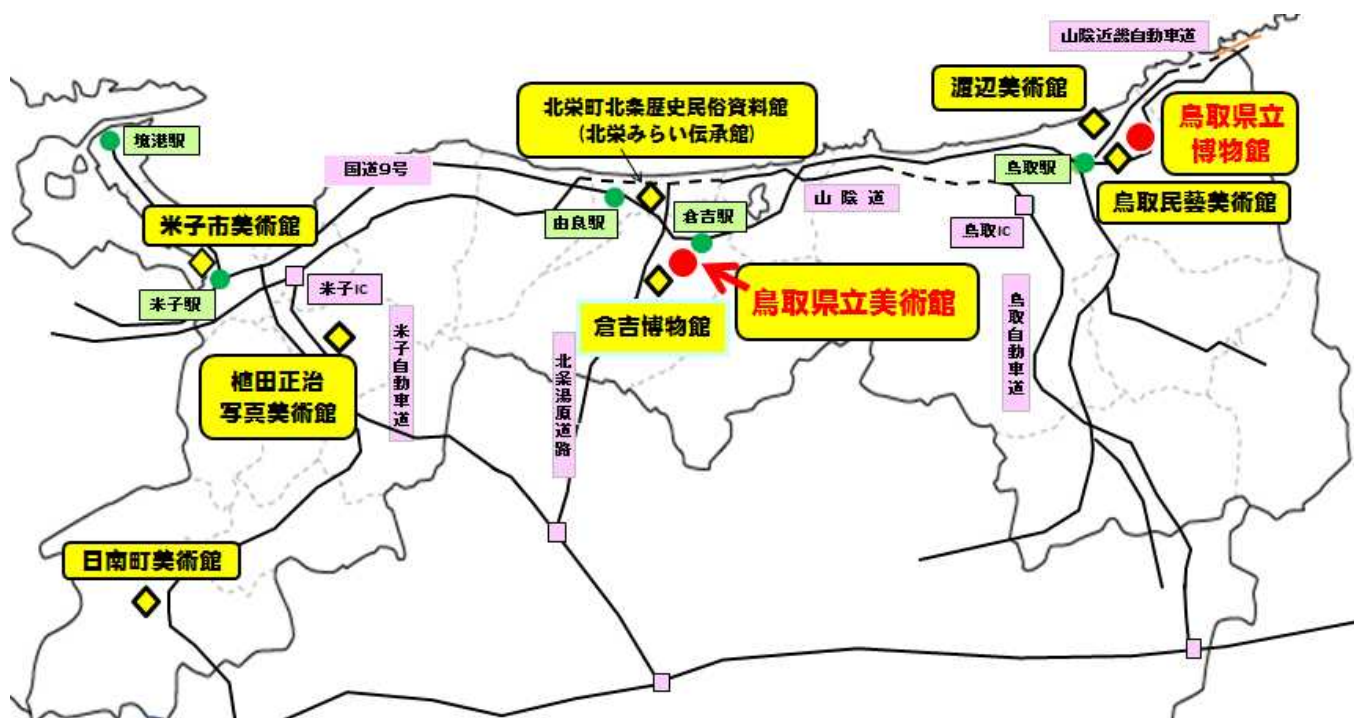 山陰近畿自動車道
渡辺美術館
鳥取県立
博物館
北栄町北条歴史民俗資料館
(北栄みらい伝承館)
境港駅
国道9号
鳥取駅
鳥取民藝美術館
山陰道
米子市美術館
由良駅
倉吉駅
鳥取IC
米子駅
米子IC
鳥取県立美術館
倉吉博物館
米子自動車道
北条湯原道路
鳥取自動車道
植田正治
写真美術館
日南町美術館